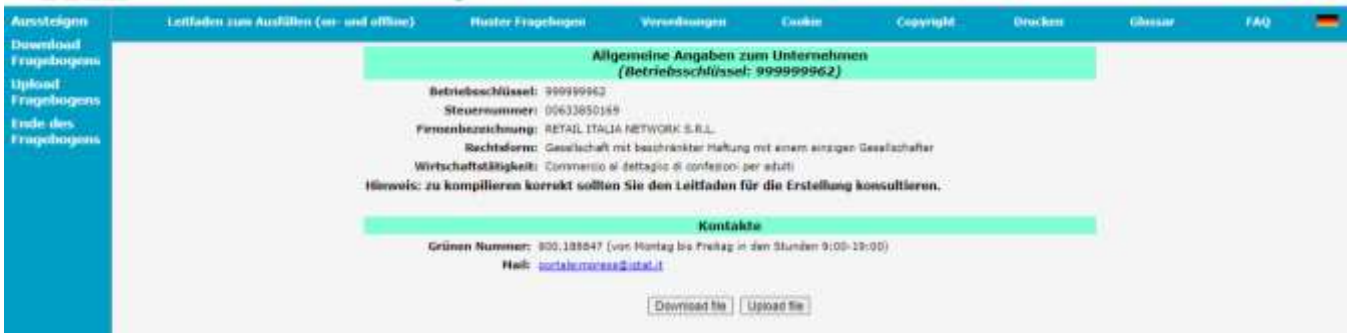 Aussteigen
Leitfaden zum Ausfüllen (on- und offline)
Muster Fragebogen
Verordnungen
Cookie
Copyright
Drucken
Glossar
FAQ
Download
Fragebogens
Upload
Fragebogens
Ende des
Fragebogens
Allgemeine Angaben zum Unternehmen
(Betriebsschlüssel: 999999962)
Betriebsschlüssel: 999999962
Steuernummer: 00633850169
Firmenbezeichnung: RETAIL ITALIA NETWORK S.R.L.
Rechtsform: Gesellschaft mit beschränkter Haftung mit einem einzigen Gesellschafter
Wirtschaftstätigkeit: Commercio al dettaglio di confezioni per adulti
Hinweis: zu kompilieren korrekt sollten Sie den Leitfaden für die Erstellung konsultieren.
Kontakte
Grünen Nummer: 800.188847 (von Montag bis Freitag in den Stunden 9:00-19:00)
Mail: portaleimprese@istat.it
Download file
Upload file